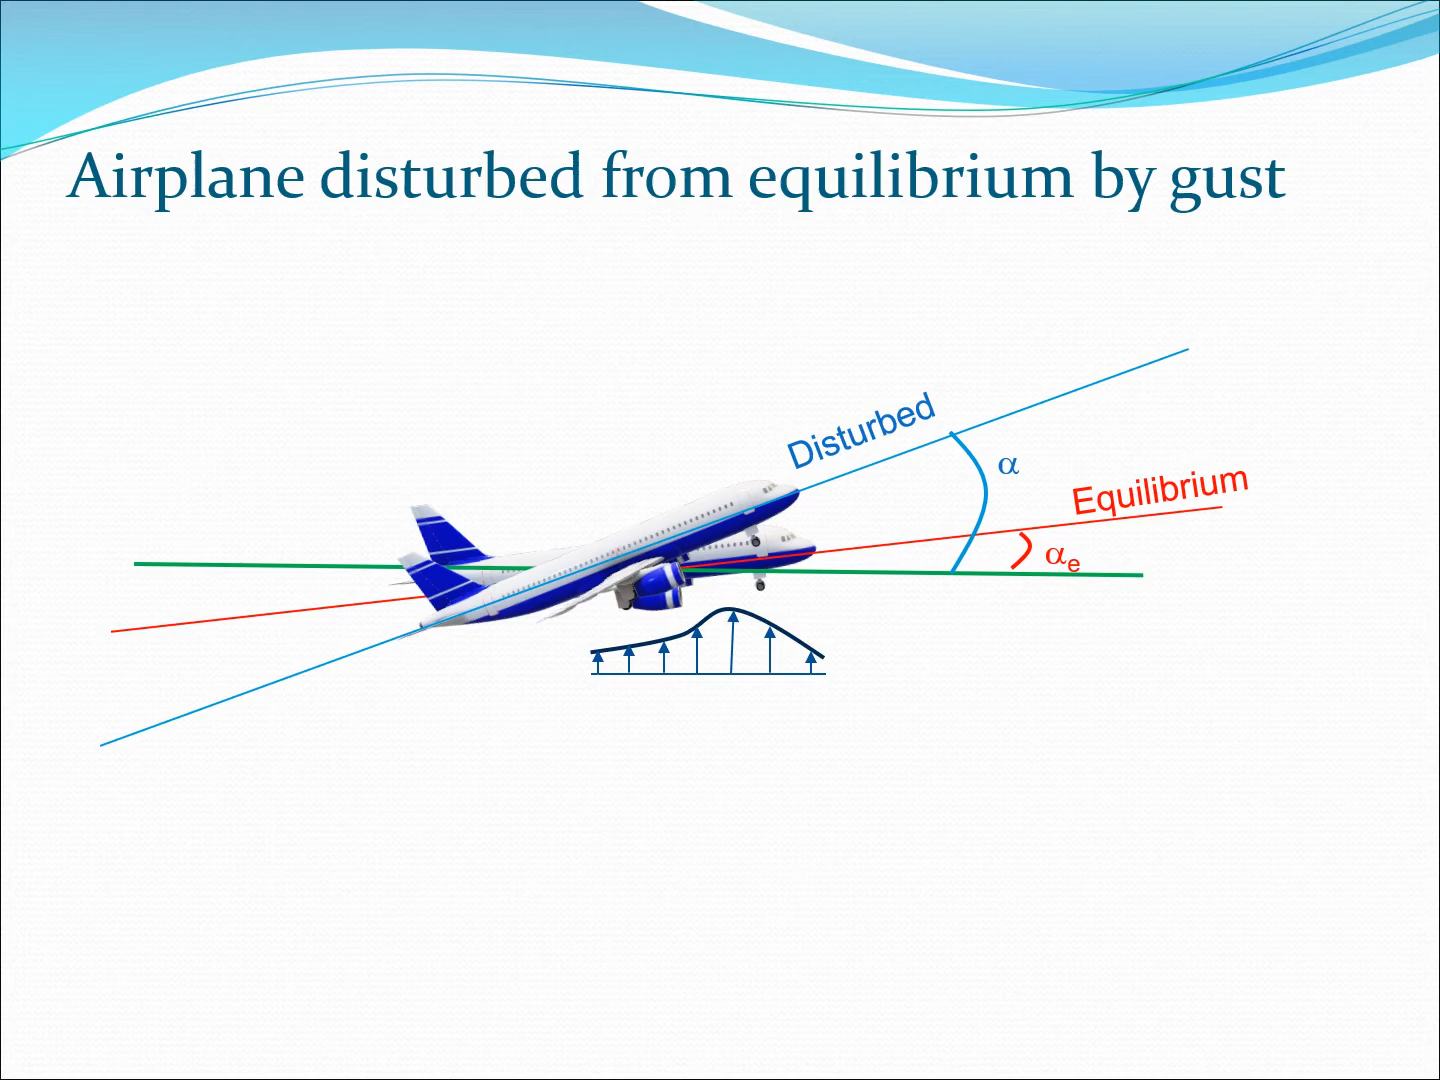 Airplane disturbed from equilibrium by gust
Disturbed
α
Equilibrium
αe